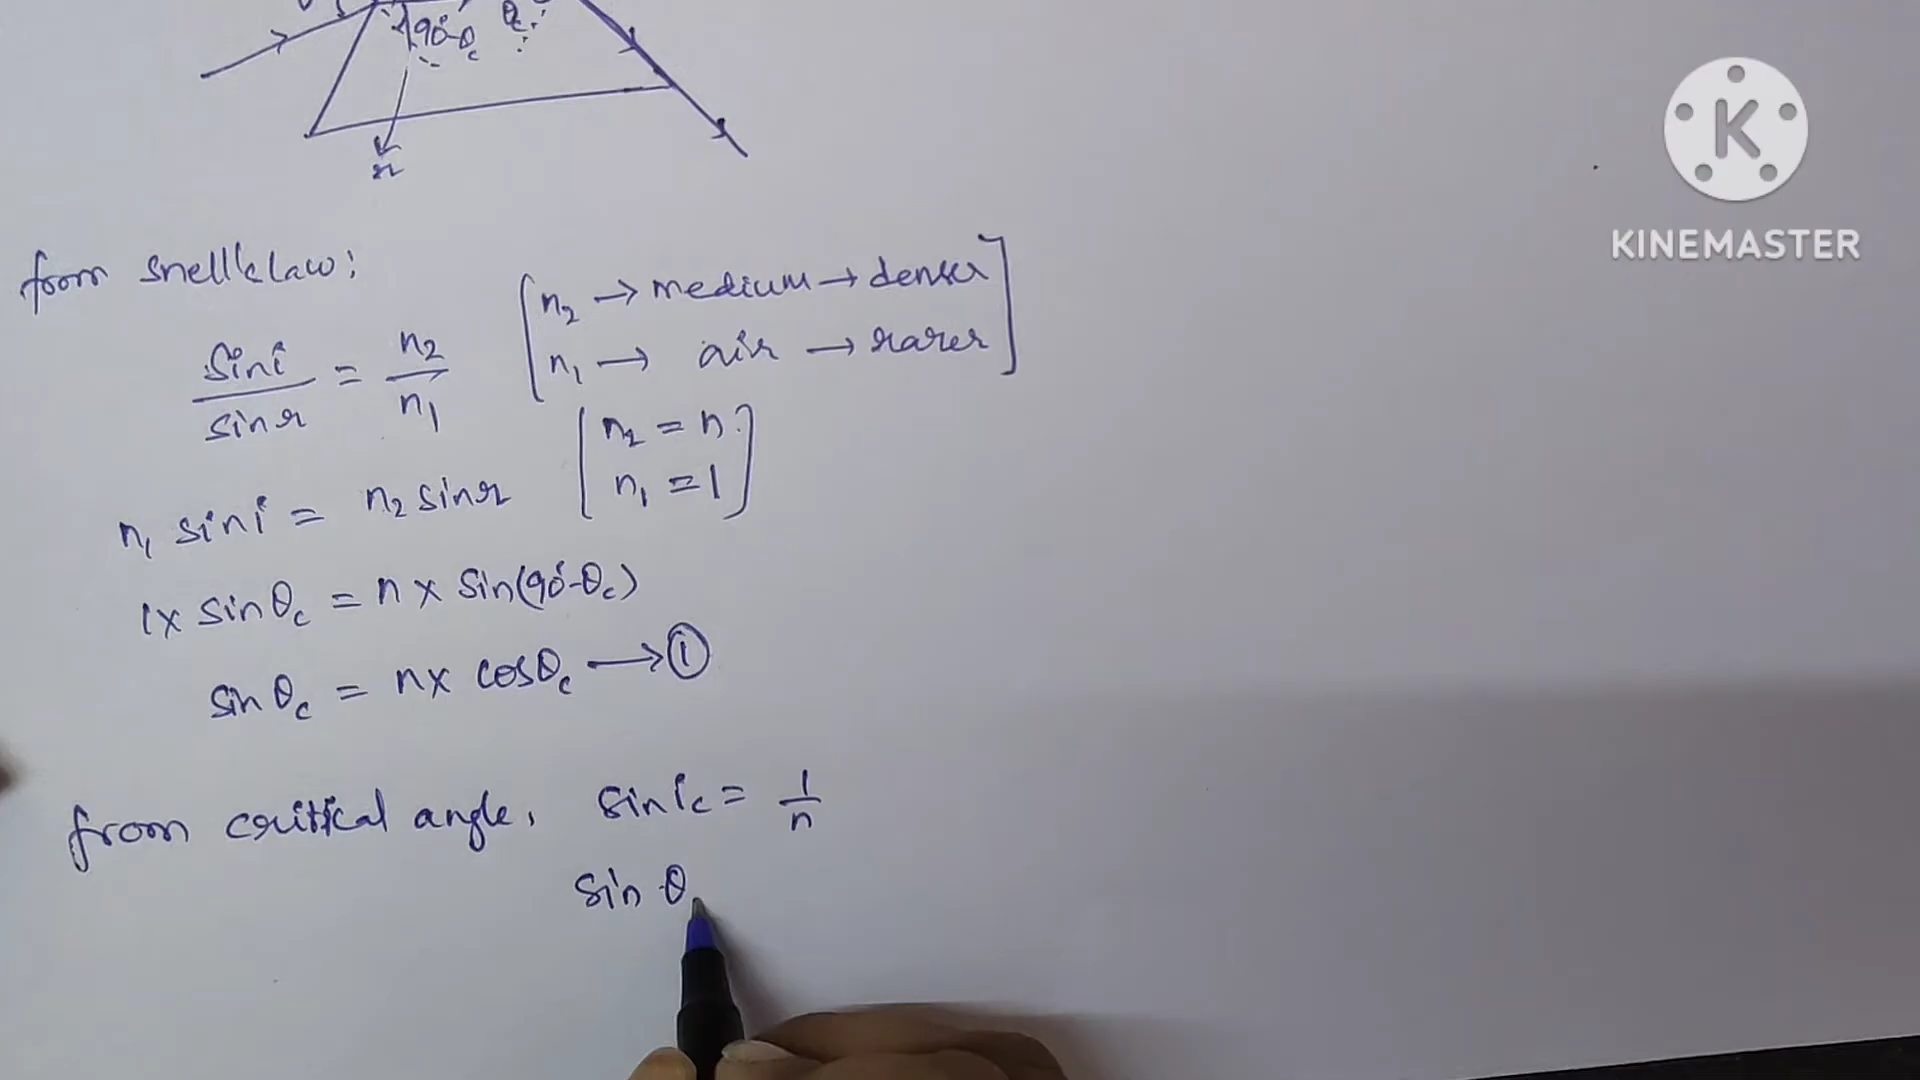 90°-θc θc
r
K
KINEMASTER
from snell's law:
sin i / sin r = n2 / n1
[n2 → medium → denser
n1 → air → rarer]
n1 sin i = n2 sin r
[n2 = n
n1 = 1]
1× sin θc = n × sin(90°-θc)
sin θc = n× cos θc → ①
from critical angle, sin ic = 1/n
sin θ